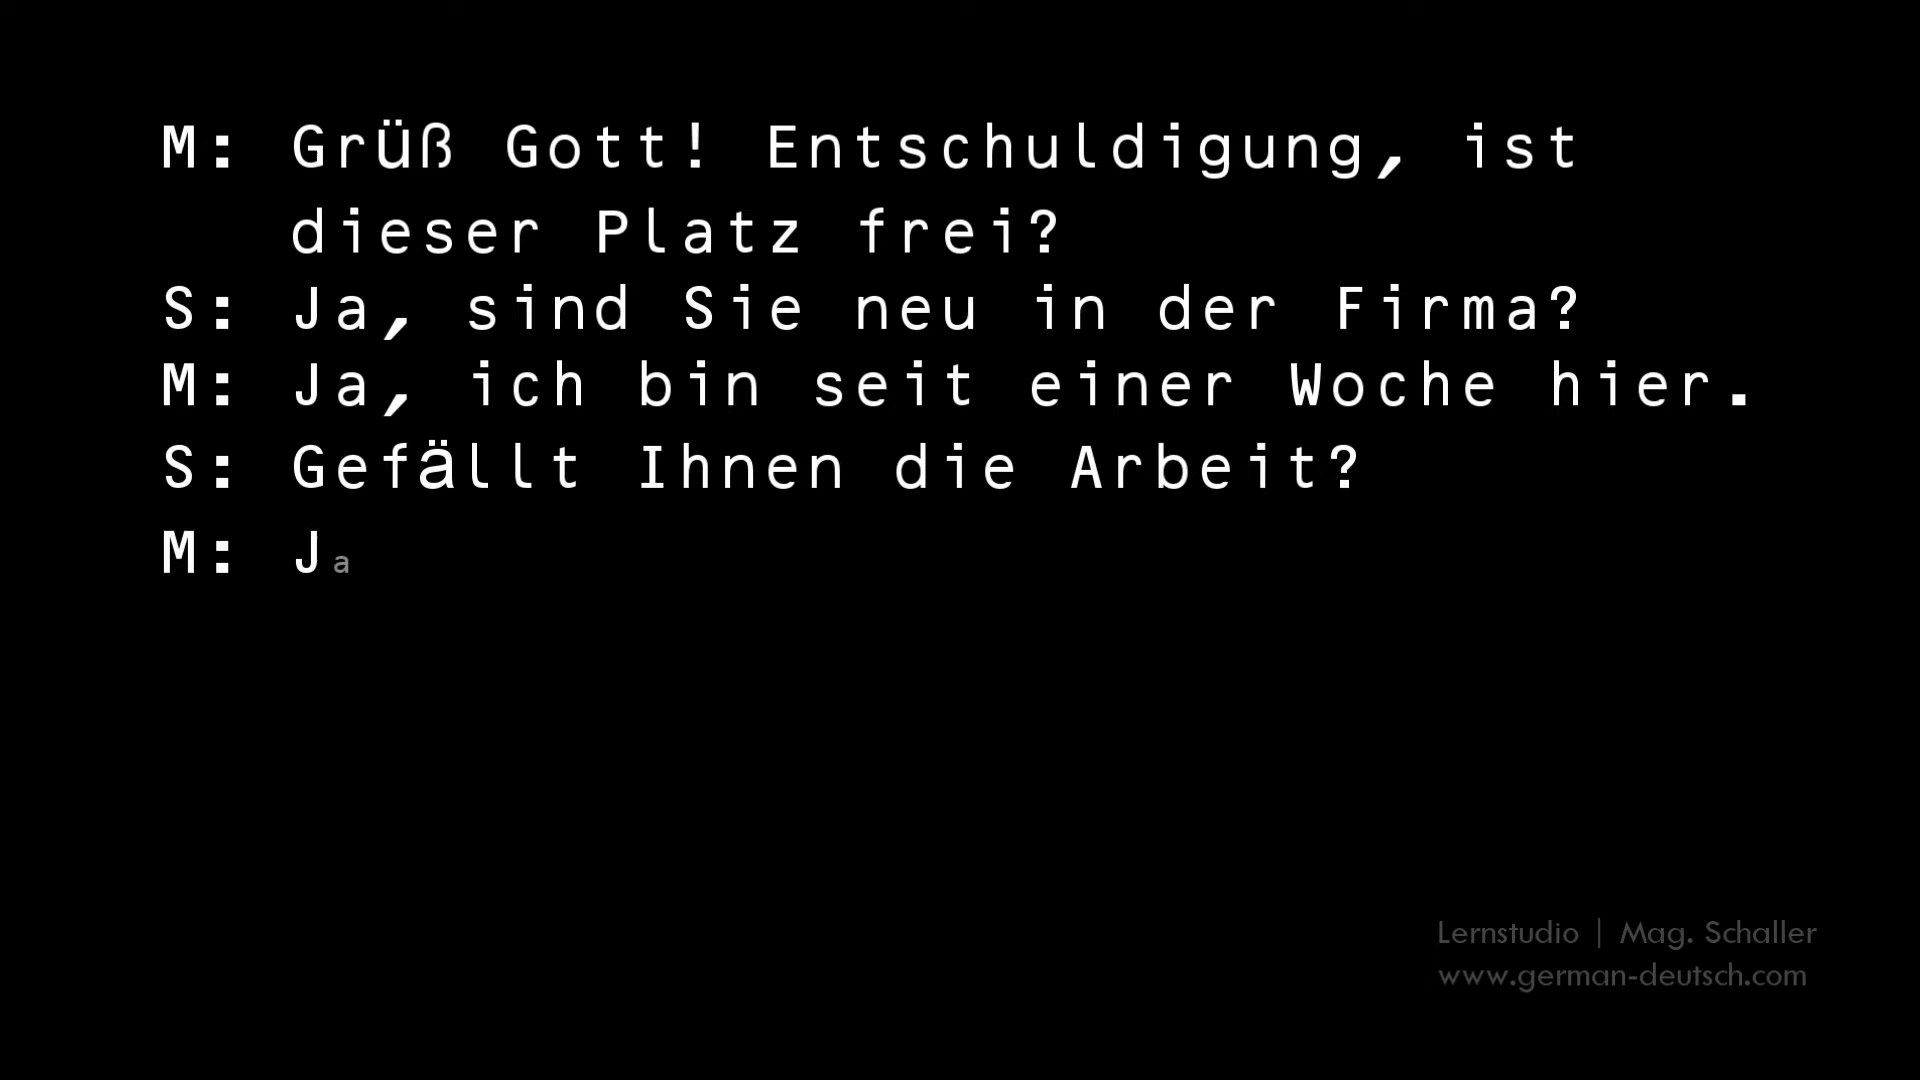 M: Grüß Gott! Entschuldigung, ist
dieser Platz frei?
S: Ja, sind Sie neu in der Firma?
M: Ja, ich bin seit einer Woche hier.
S: Gefällt Ihnen die Arbeit?
M: Ja
Lernstudio | Mag. Schaller
www.german-deutsch.com